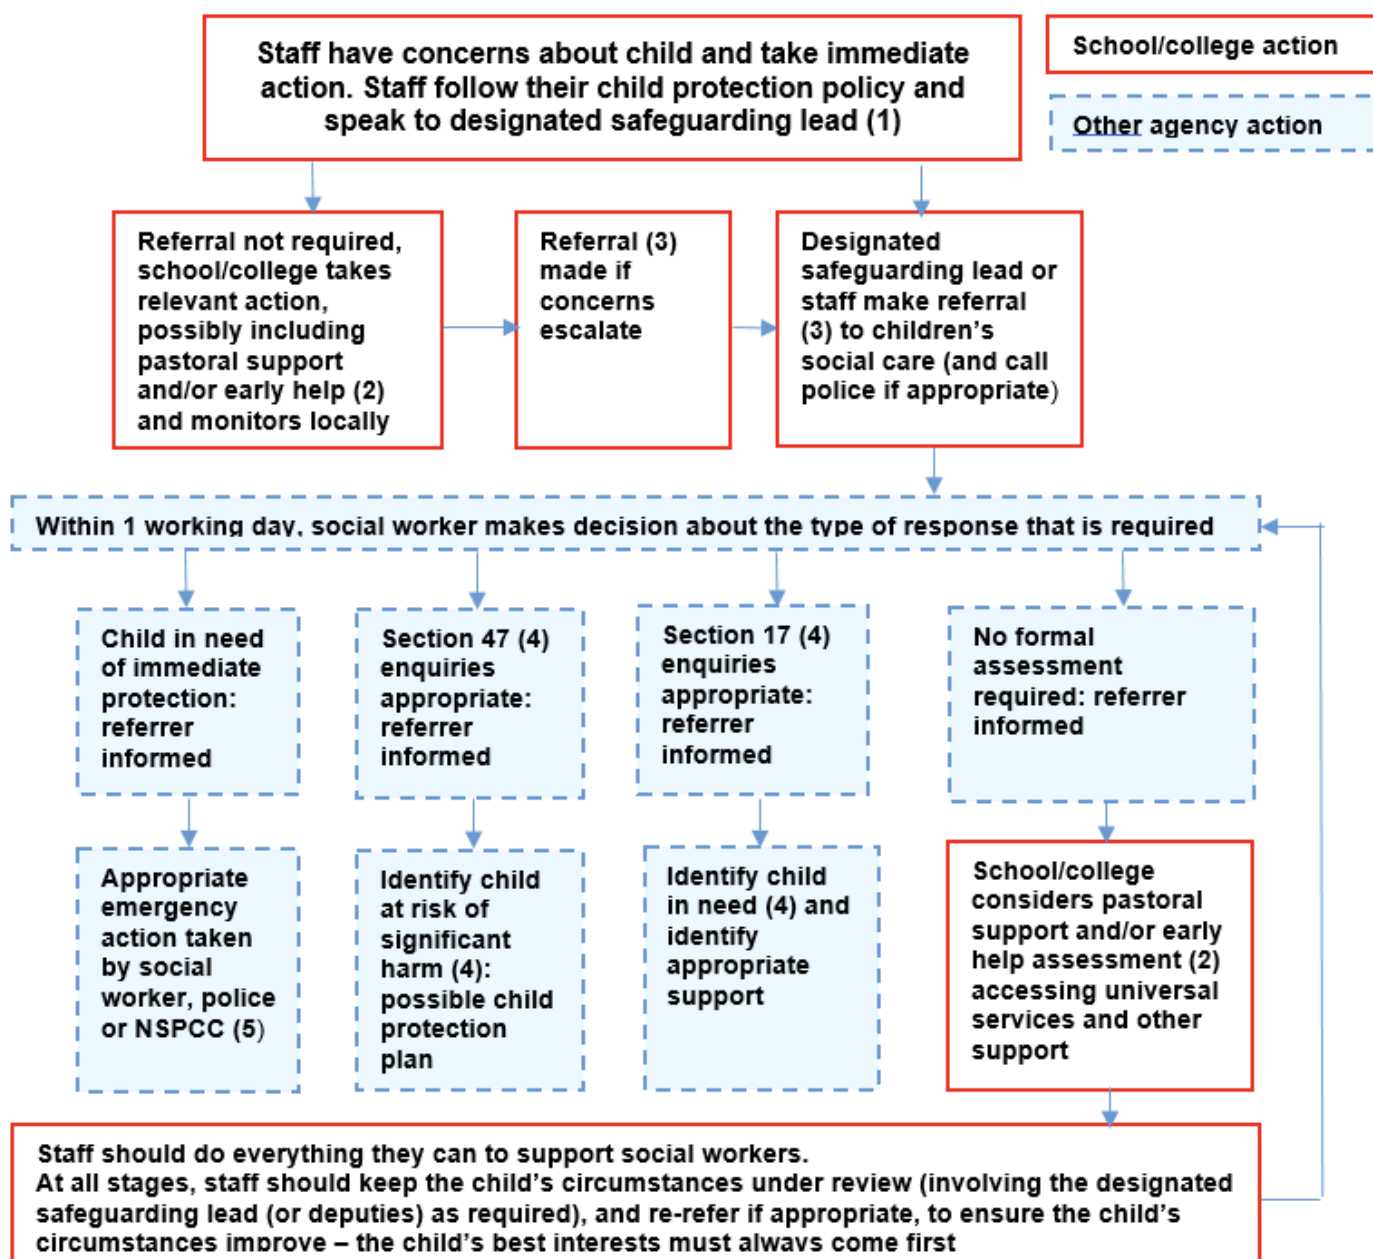 Staff have concerns about child and take immediate
action. Staff follow their child protection policy and
speak to designated safeguarding lead (1)
School/college action
Other agency action
Referral not required,
school/college takes
relevant action,
possibly including
pastoral support
and/or early help (2)
and monitors locally
Referral (3)
made if
concerns
escalate
Designated
safeguarding lead or
staff make referral
(3) to children’s
social care (and call
police if appropriate)
Within 1 working day, social worker makes decision about the type of response that is required
Child in need
of immediate
protection:
referrer
informed
Section 47 (4)
enquiries
appropriate:
referrer
informed
Section 17 (4)
enquiries
appropriate:
referrer
informed
No formal
assessment
required: referrer
informed
Appropriate
emergency
action taken
by social
worker, police
or NSPCC (5)
Identify child
at risk of
significant
harm (4):
possible child
protection
plan
Identify child
in need (4) and
identify
appropriate
support
School/college
considers pastoral
support and/or early
help assessment (2)
accessing universal
services and other
support
Staff should do everything they can to support social workers.
At all stages, staff should keep the child’s circumstances under review (involving the designated
safeguarding lead (or deputies) as required), and re-refer if appropriate, to ensure the child’s
circumstances improve – the child’s best interests must always come first